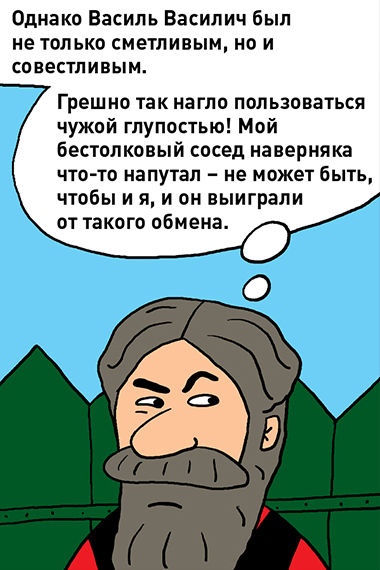 Однако Василь Василич был
не только сметливым, но и
совестливым.
Грешно так нагло пользоваться
чужой глупостью! Мой
бестолковый сосед наверняка
что-то напутал – не может быть,
чтобы и я, и он выиграли
от такого обмена.